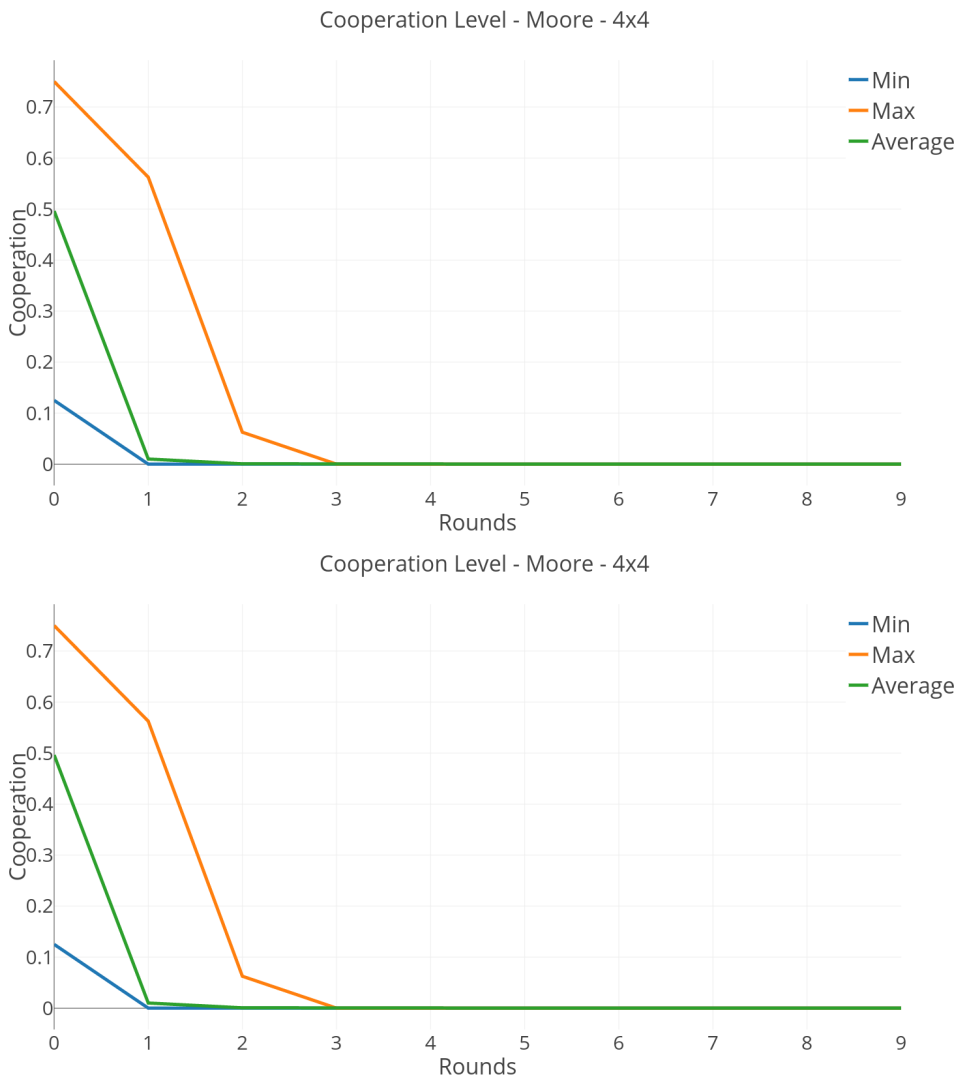 Cooperation Level - Moore - 4x4
Min
Max
Average
Cooperation
0.7
0.6
0.5
0.4
0.3
0.2
0.1
0
0 1 2 3 4 5 6 7 8 9
Rounds
Cooperation Level - Moore - 4x4
Min
Max
Average
Cooperation
0.7
0.6
0.5
0.4
0.3
0.2
0.1
0
0 1 2 3 4 5 6 7 8 9
Rounds